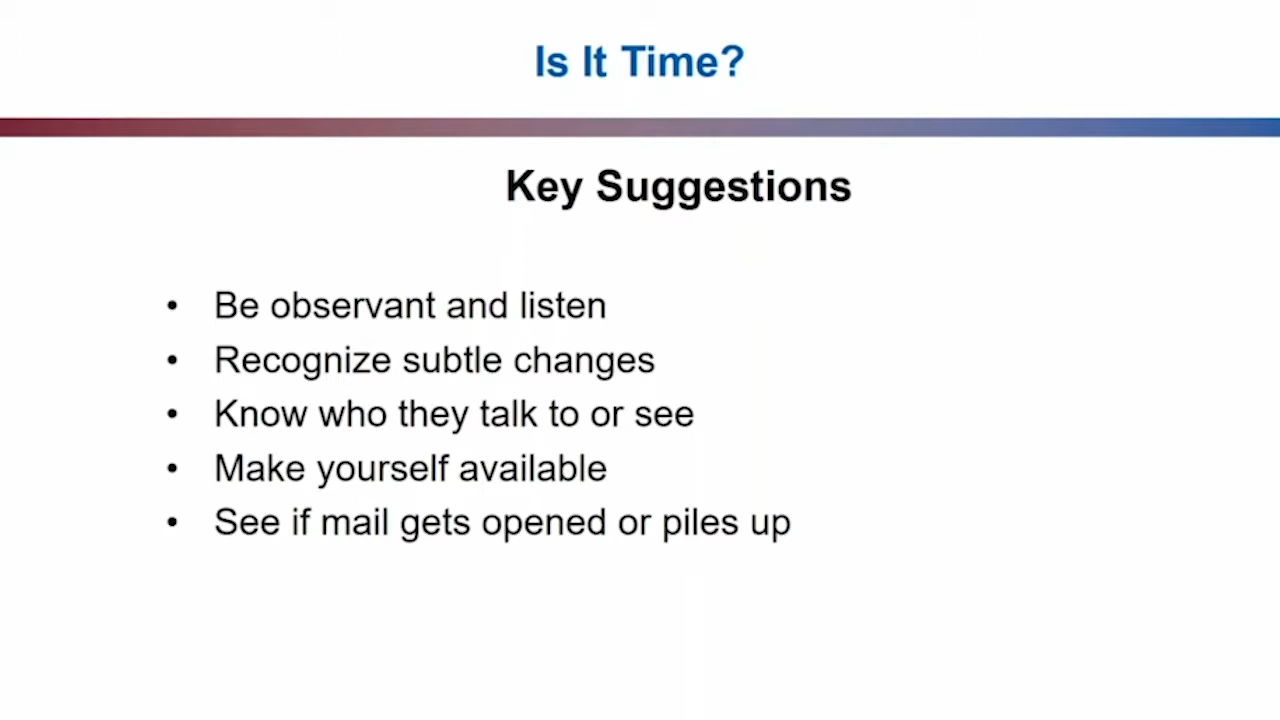 Is It Time?
Key Suggestions
• Be observant and listen
• Recognize subtle changes
• Know who they talk to or see
• Make yourself available
• See if mail gets opened or piles up